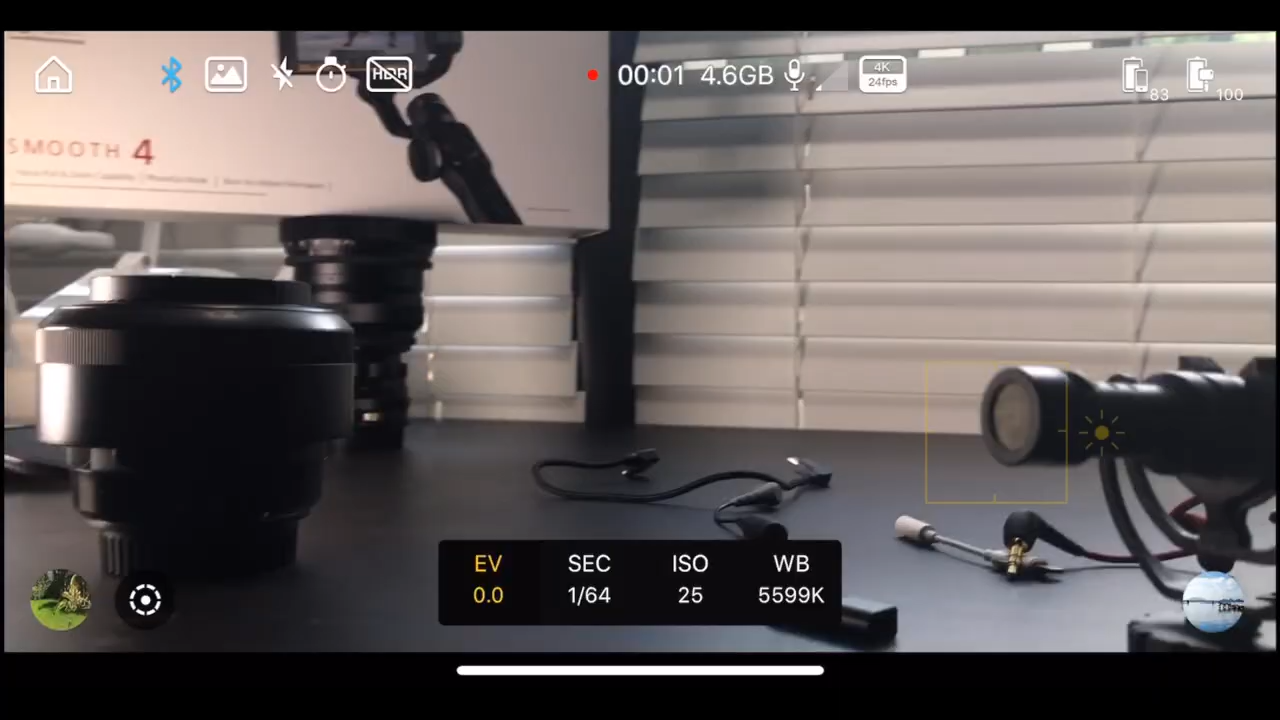 HDR
00:01 4.6GB
4K
24fps
83
100
SMOOTH 4
EV SEC ISO WB
0.0 1/64 25 5599K